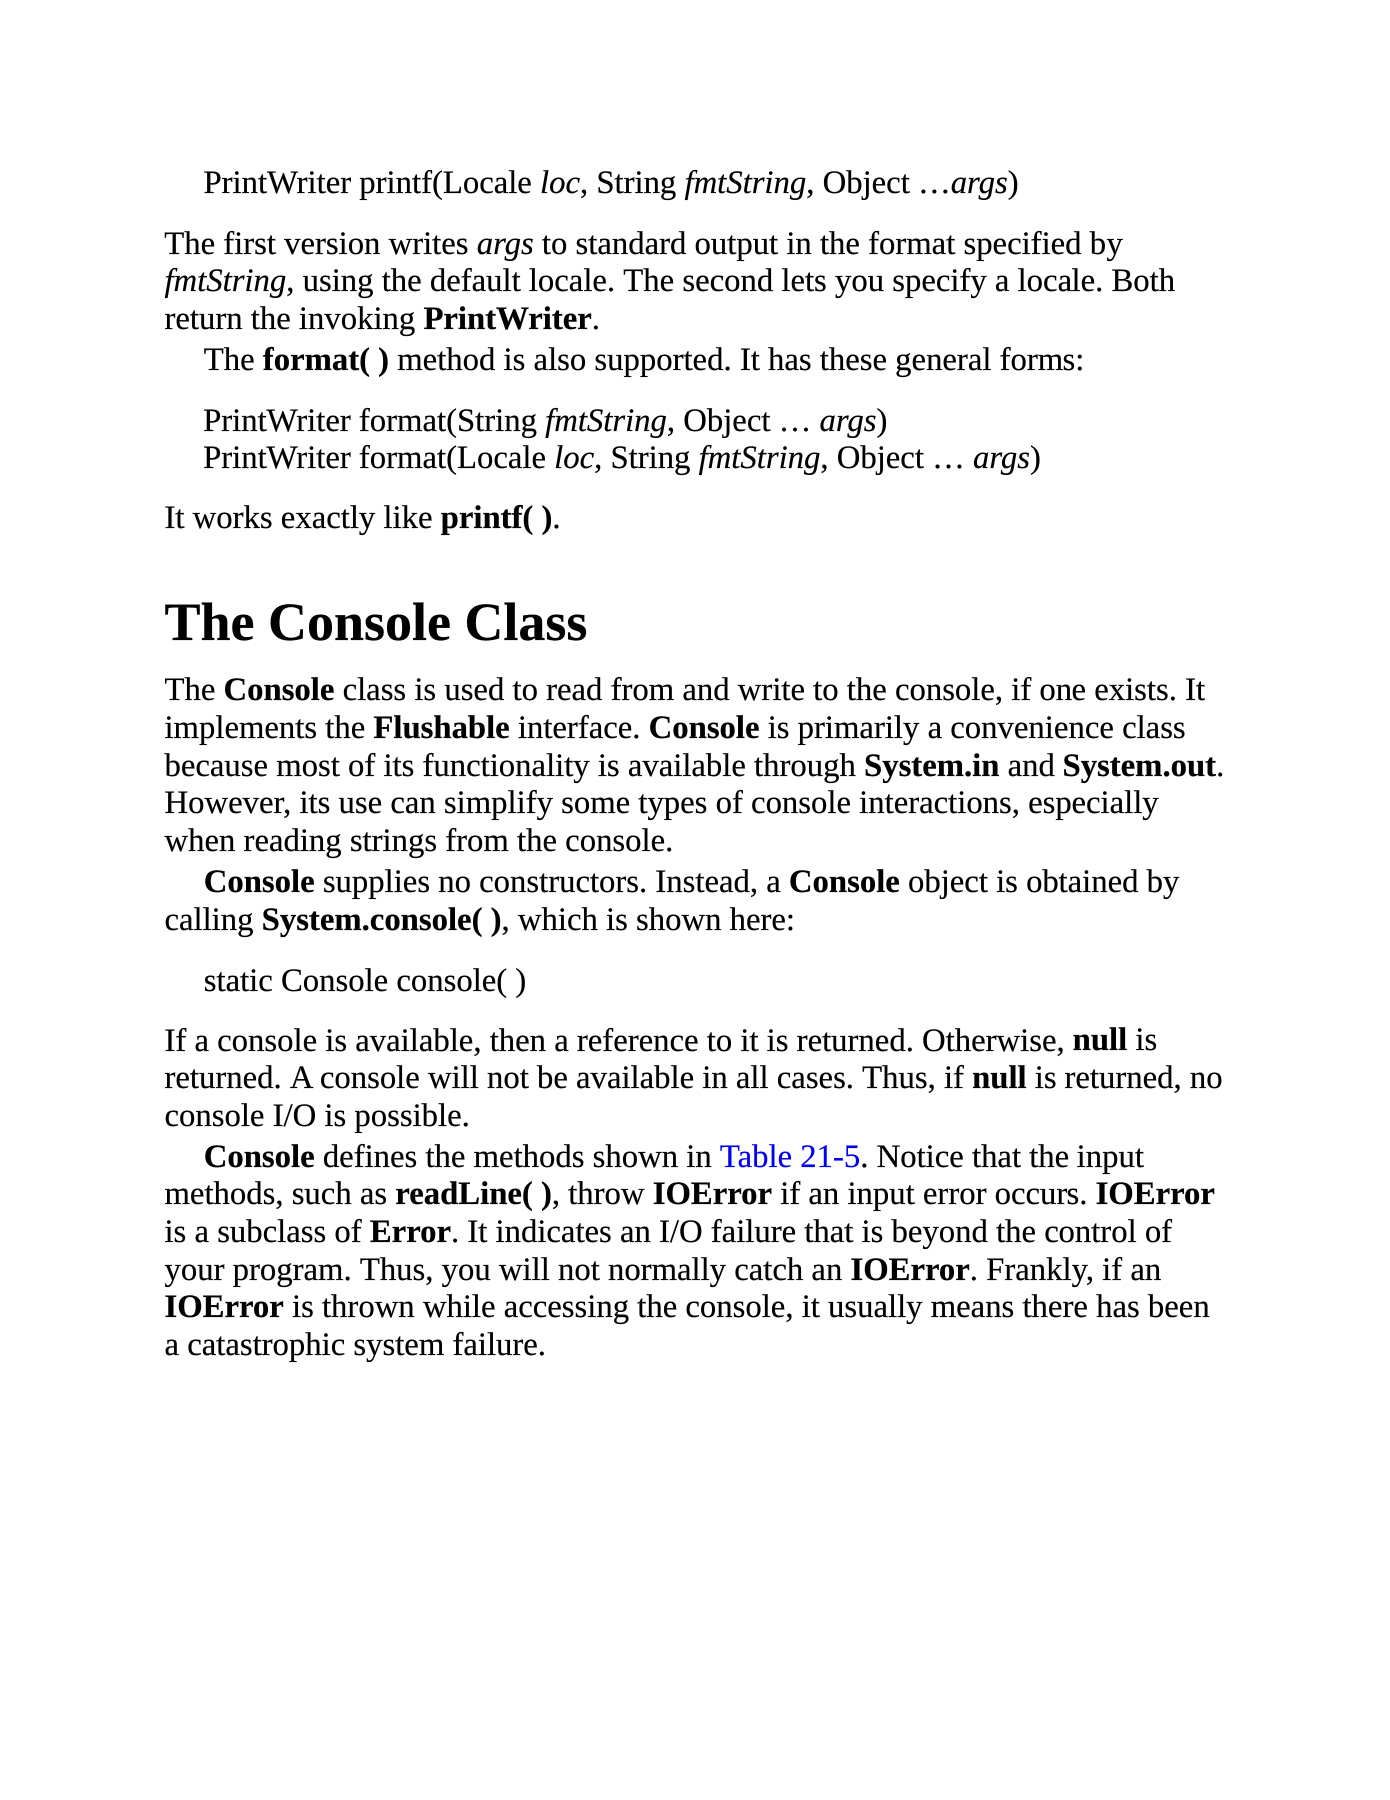 PrintWriter printf(Locale loc, String fmtString, Object …args)
The first version writes args to standard output in the format specified by
fmtString, using the default locale. The second lets you specify a locale. Both
return the invoking PrintWriter.
The format( ) method is also supported. It has these general forms:
PrintWriter format(String fmtString, Object … args)
PrintWriter format(Locale loc, String fmtString, Object … args)
It works exactly like printf( ).
The Console Class
The Console class is used to read from and write to the console, if one exists. It
implements the Flushable interface. Console is primarily a convenience class
because most of its functionality is available through System.in and System.out.
However, its use can simplify some types of console interactions, especially
when reading strings from the console.
Console supplies no constructors. Instead, a Console object is obtained by
calling System.console( ), which is shown here:
static Console console( )
If a console is available, then a reference to it is returned. Otherwise, null is
returned. A console will not be available in all cases. Thus, if null is returned, no
console I/O is possible.
Console defines the methods shown in Table 21-5. Notice that the input
methods, such as readLine( ), throw IOError if an input error occurs. IOError
is a subclass of Error. It indicates an I/O failure that is beyond the control of
your program. Thus, you will not normally catch an IOError. Frankly, if an
IOError is thrown while accessing the console, it usually means there has been
a catastrophic system failure.